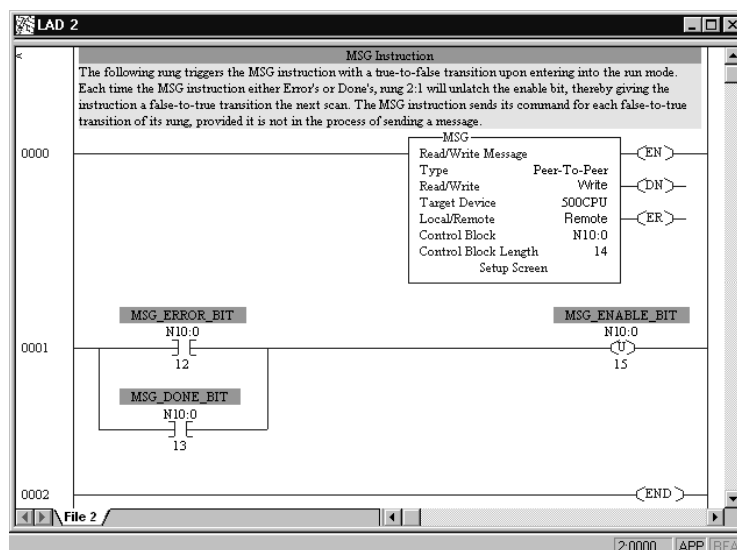 LAD 2
MSG Instruction
The following rung triggers the MSG instruction with a true-to-false transition upon entering into the run mode.
Each time the MSG instruction either Error's or Done's, rung 2:1 will unlatch the enable bit, thereby giving the
instruction a false-to-true transition the next scan. The MSG instruction sends its command for each false-to-true
transition of its rung, provided it is not in the process of sending a message.
0000
MSG
Read/Write Message
Type Peer-To-Peer
Read/Write Write
Target Device 500CPU
Local/Remote Remote
Control Block N10:0
Control Block Length 14
Setup Screen
EN
DN
ER
MSG_ERROR_BIT
N10:0
12
MSG_ENABLE_BIT
N10:0
U
15
0001
MSG_DONE_BIT
N10:0
13
0002
END
File 2
2:0000 APP REA